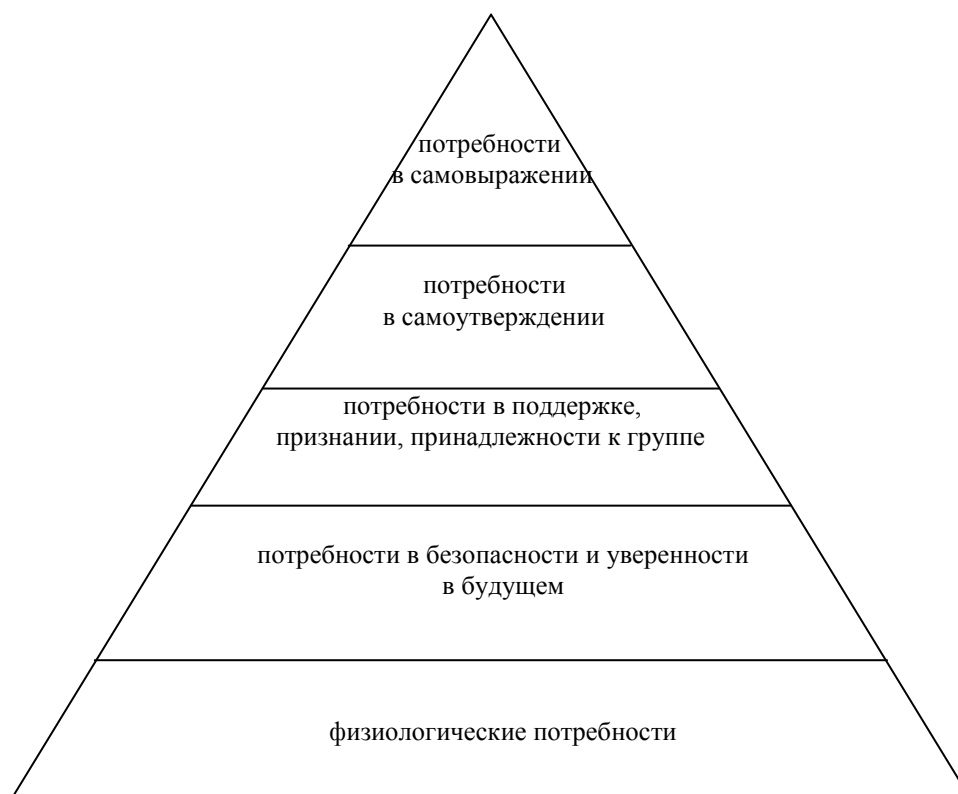 потребности
в самовыражении
потребности
в самоутверждении
потребности в поддержке,
признании, принадлежности к группе
потребности в безопасности и уверенности
в будущем
физиологические потребности